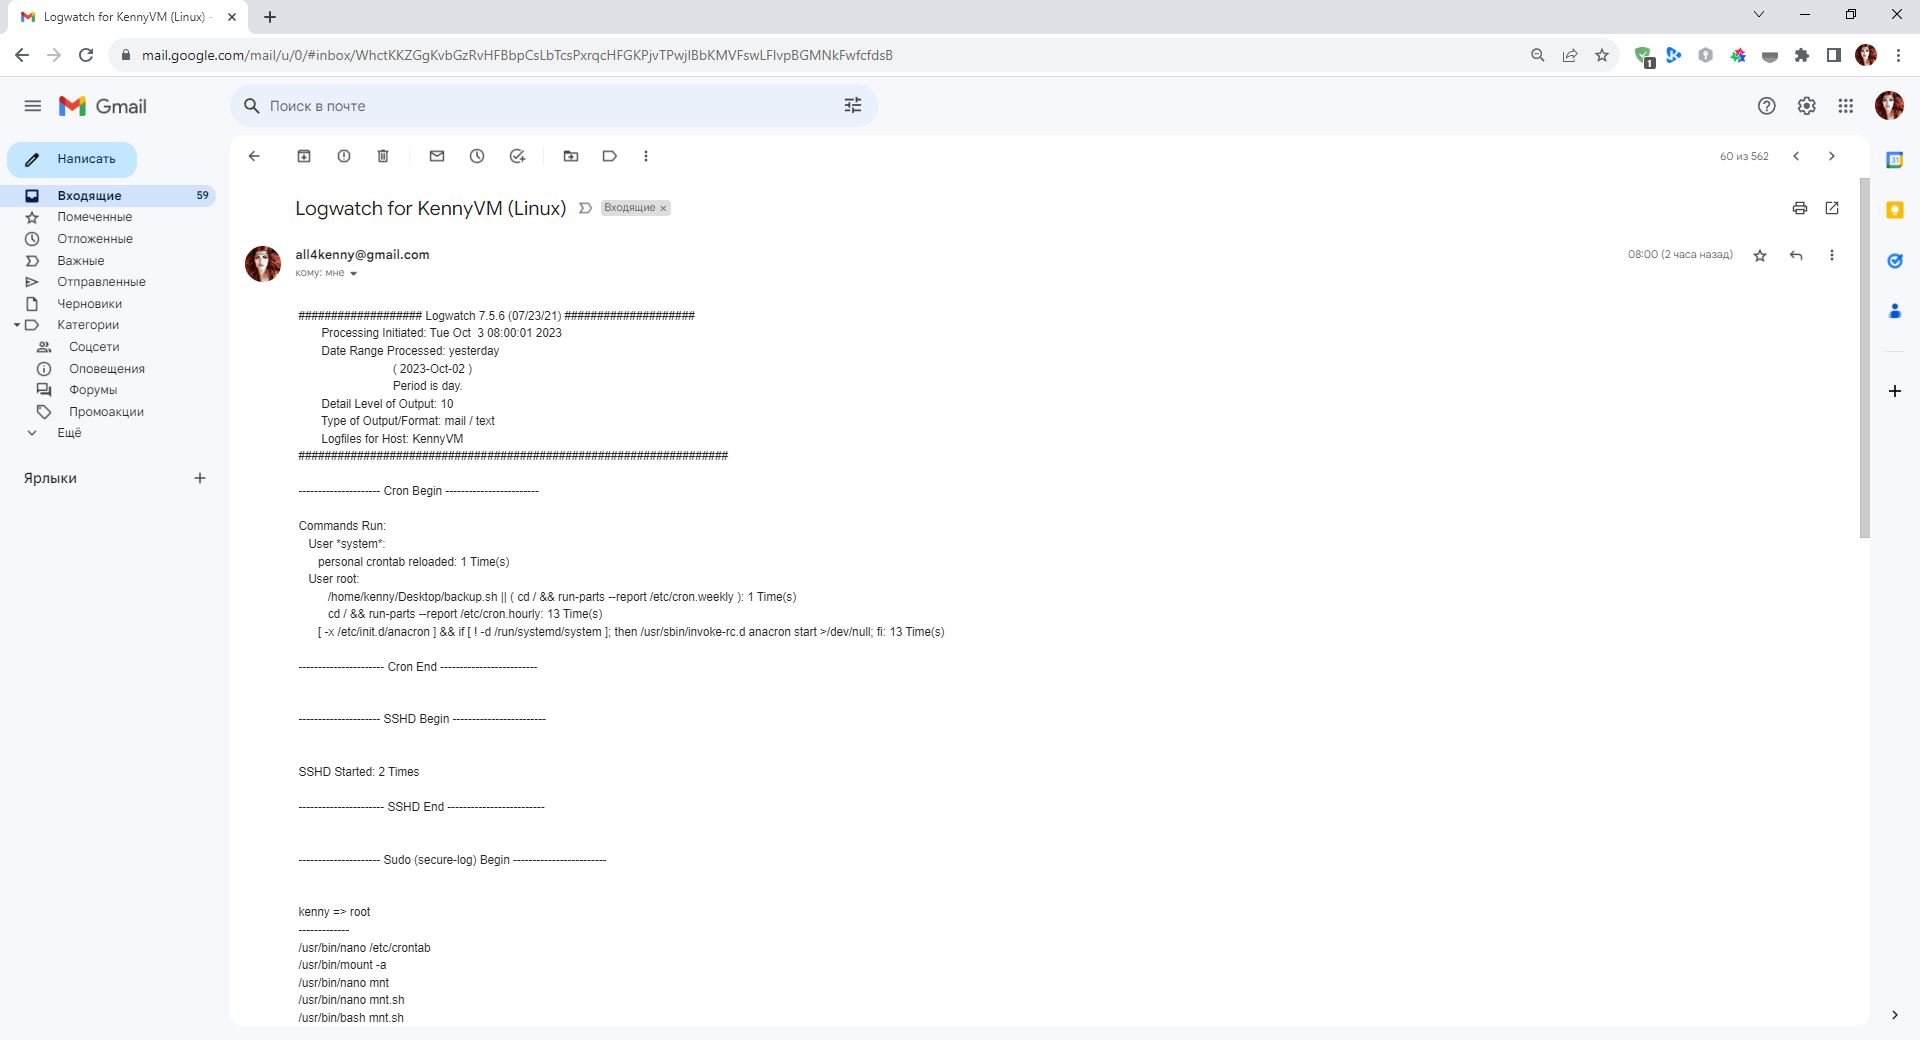 Logwatch for KennyVM (Linux) -
mail.google.com/mail/u/0/#inbox/WhctKKZGgKvbGzRvHFBbpCsLbTcsPxrqcHFGKPjvTPwjlBbKMVFswLFlvpBGMNkFwfcfdsB
1
Gmail
Поиск в почте
Написать
60 из 562
31
Входящие 59
Помеченные
Отложенные
Важные
Отправленные
Черновики
Категории
Соцсети
Оповещения
Форумы
Промоакции
Ещё
Ярлыки
Logwatch for KennyVM (Linux)
Входящие ×
all4kenny@gmail.com
08:00 (2 часа назад)
кому: мне
################### Logwatch 7.5.6 (07/23/21) ####################
Processing Initiated: Tue Oct  3 08:00:01 2023
Date Range Processed: yesterday
( 2023-Oct-02 )
Period is day.
Detail Level of Output: 10
Type of Output/Format: mail / text
Logfiles for Host: KennyVM
##################################################################
--------------------- Cron Begin ------------------------
Commands Run:
User *system*:
personal crontab reloaded: 1 Time(s)
User root:
/home/kenny/Desktop/backup.sh || ( cd / && run-parts --report /etc/cron.weekly ): 1 Time(s)
cd / && run-parts --report /etc/cron.hourly: 13 Time(s)
[ -x /etc/init.d/anacron ] && if [ ! -d /run/systemd/system ]; then /usr/sbin/invoke-rc.d anacron start >/dev/null; fi: 13 Time(s)
---------------------- Cron End -------------------------
--------------------- SSHD Begin ------------------------
SSHD Started: 2 Times
---------------------- SSHD End -------------------------
--------------------- Sudo (secure-log) Begin ------------------------
kenny => root
-------------
/usr/bin/nano /etc/crontab
/usr/bin/mount -a
/usr/bin/nano mnt
/usr/bin/nano mnt.sh
/usr/bin/bash mnt.sh